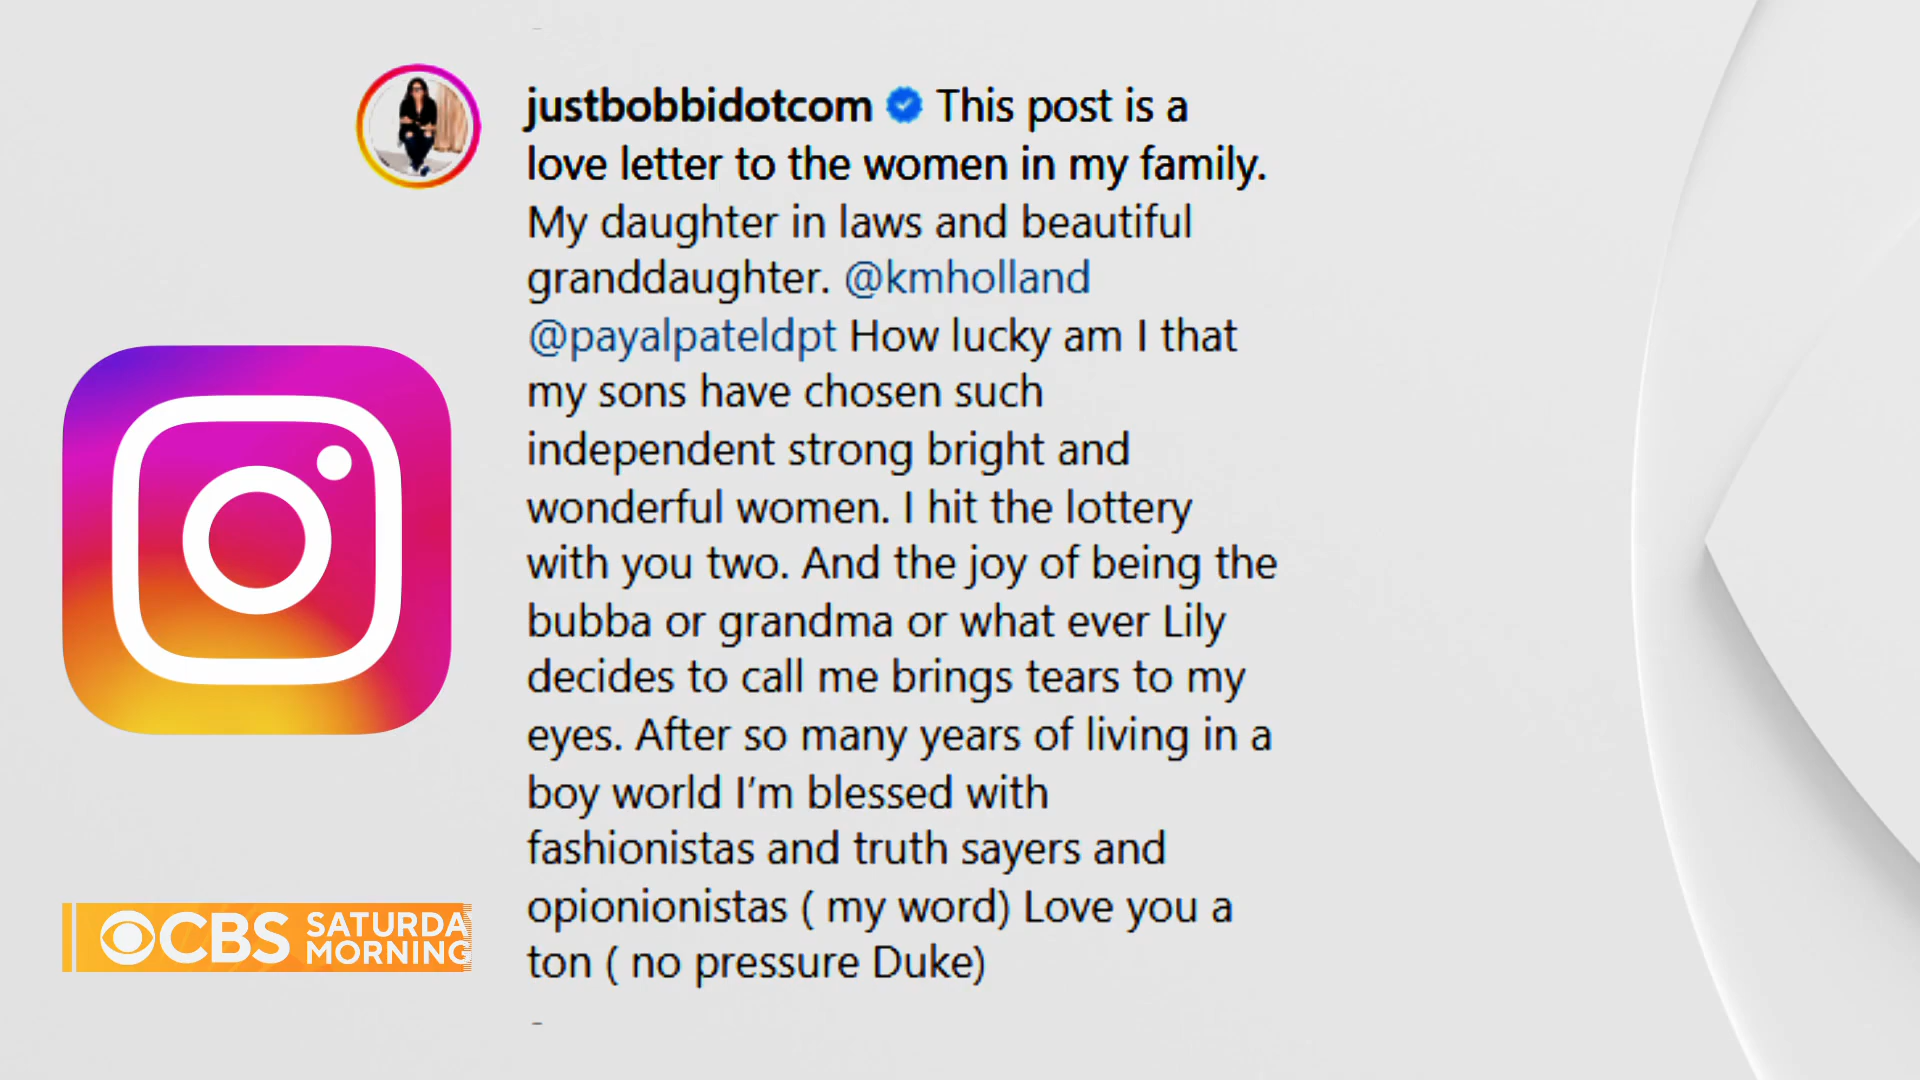 justbobbidotcom This post is a
love letter to the women in my family.
My daughter in laws and beautiful
granddaughter. @kmholland
@payalpateldpt How lucky am I that
my sons have chosen such
independent strong bright and
wonderful women. I hit the lottery
with you two. And the joy of being the
bubba or grandma or what ever Lily
decides to call me brings tears to my
eyes. After so many years of living in a
boy world I’m blessed with
fashionistas and truth sayers and
opionionistas ( my word) Love you a
ton ( no pressure Duke)
CBS SATURDA
MORNING